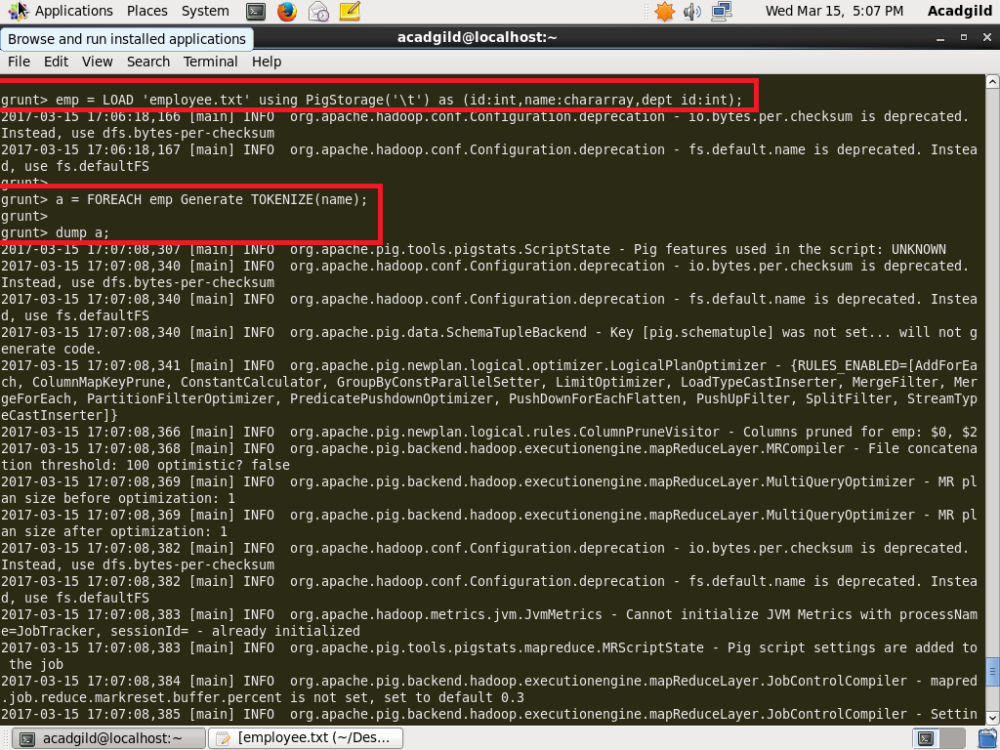 Applications Places System Wed Mar 15, 5:07 PM Acadgild
Browse and run installed applications
acadgild@localhost:~
File Edit View Search Terminal Help
grunt> emp = LOAD 'employee.txt' using PigStorage('\t') as (id:int,name:chararray,dept id:int);
2017-03-15 17:06:18,166 [main] INFO  org.apache.hadoop.conf.Configuration.deprecation - io.bytes.per.checksum is deprecated.
Instead, use dfs.bytes-per-checksum
2017-03-15 17:06:18,167 [main] INFO  org.apache.hadoop.conf.Configuration.deprecation - fs.default.name is deprecated. Instea
d, use fs.defaultFS
grunt>
grunt> a = FOREACH emp Generate TOKENIZE(name);
grunt>
grunt> dump a;
2017-03-15 17:07:08,307 [main] INFO  org.apache.pig.tools.pigstats.ScriptState - Pig features used in the script: UNKNOWN
2017-03-15 17:07:08,340 [main] INFO  org.apache.hadoop.conf.Configuration.deprecation - io.bytes.per.checksum is deprecated.
Instead, use dfs.bytes-per-checksum
2017-03-15 17:07:08,340 [main] INFO  org.apache.hadoop.conf.Configuration.deprecation - fs.default.name is deprecated. Instea
d, use fs.defaultFS
2017-03-15 17:07:08,340 [main] INFO  org.apache.pig.data.SchemaTupleBackend - Key [pig.schematuple] was not set... will not g
enerate code.
2017-03-15 17:07:08,341 [main] INFO  org.apache.pig.newplan.logical.optimizer.LogicalPlanOptimizer - {RULES_ENABLED=[AddForEa
ch, ColumnMapKeyPrune, ConstantCalculator, GroupByConstParallelSetter, LimitOptimizer, LoadTypeCastInserter, MergeFilter, Mer
geForEach, PartitionFilterOptimizer, PredicatePushdownOptimizer, PushDownForEachFlatten, PushUpFilter, SplitFilter, StreamTyp
eCastInserter]}
2017-03-15 17:07:08,366 [main] INFO  org.apache.pig.newplan.logical.rules.ColumnPruneVisitor - Columns pruned for emp: $0, $2
2017-03-15 17:07:08,368 [main] INFO  org.apache.pig.backend.hadoop.executionengine.mapReduceLayer.MRCompiler - File concatena
tion threshold: 100 optimistic? false
2017-03-15 17:07:08,369 [main] INFO  org.apache.pig.backend.hadoop.executionengine.mapReduceLayer.MultiQueryOptimizer - MR pl
an size before optimization: 1
2017-03-15 17:07:08,369 [main] INFO  org.apache.pig.backend.hadoop.executionengine.mapReduceLayer.MultiQueryOptimizer - MR pl
an size after optimization: 1
2017-03-15 17:07:08,382 [main] INFO  org.apache.hadoop.conf.Configuration.deprecation - io.bytes.per.checksum is deprecated.
Instead, use dfs.bytes-per-checksum
2017-03-15 17:07:08,382 [main] INFO  org.apache.hadoop.conf.Configuration.deprecation - fs.default.name is deprecated. Instea
d, use fs.defaultFS
2017-03-15 17:07:08,383 [main] INFO  org.apache.hadoop.metrics.jvm.JvmMetrics - Cannot initialize JVM Metrics with processNam
e=JobTracker, sessionId= - already initialized
2017-03-15 17:07:08,383 [main] INFO  org.apache.pig.tools.pigstats.mapreduce.MRScriptState - Pig script settings are added to
 the job
2017-03-15 17:07:08,384 [main] INFO  org.apache.pig.backend.hadoop.executionengine.mapReduceLayer.JobControlCompiler - mapred
.job.reduce.markreset.buffer.percent is not set, set to default 0.3
2017-03-15 17:07:08,385 [main] INFO  org.apache.pig.backend.hadoop.executionengine.mapReduceLayer.JobControlCompiler - Settin
acadgild@localhost:~ [employee.txt (~/Des...